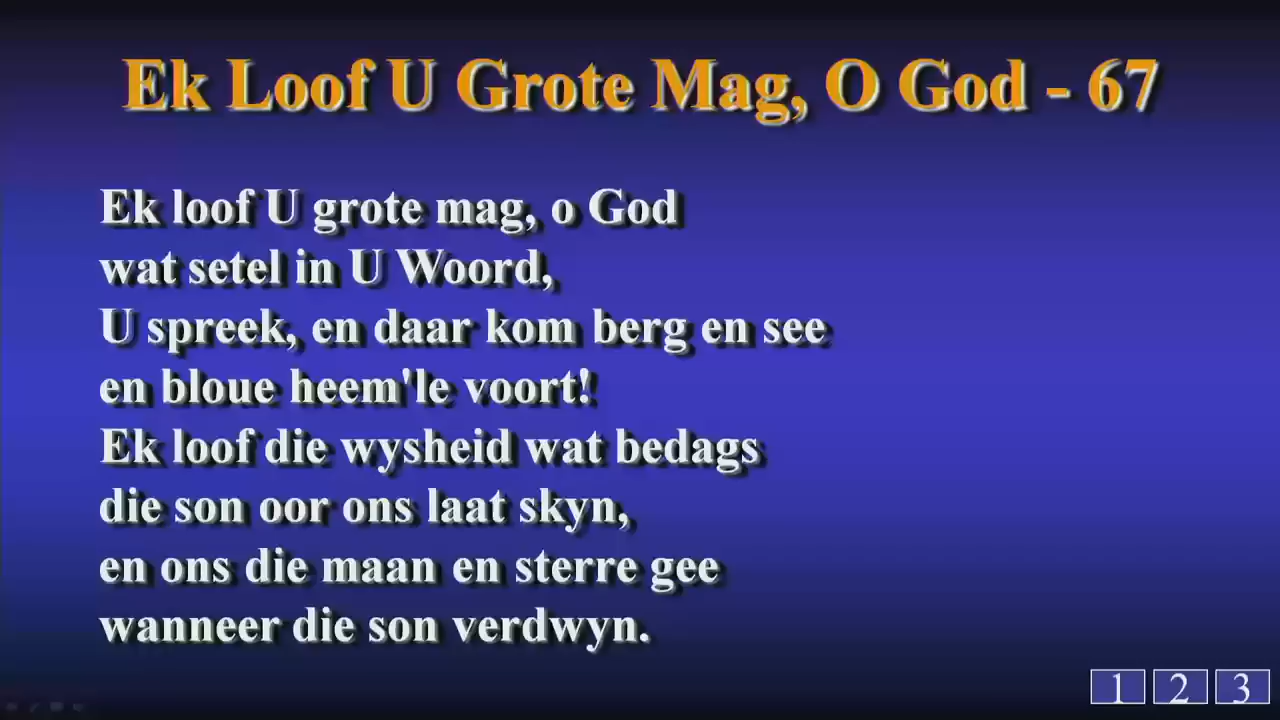 Ek Loof U Grote Mag, O God - 67
Ek loof U grote mag, o God
wat setel in U Woord,
U spreek, en daar kom berg en see
en bloue heem'le voort!
Ek loof die wysheid wat bedags
die son oor ons laat skyn,
en ons die maan en sterre gee
wanneer die son verdwyn.
1 2 3